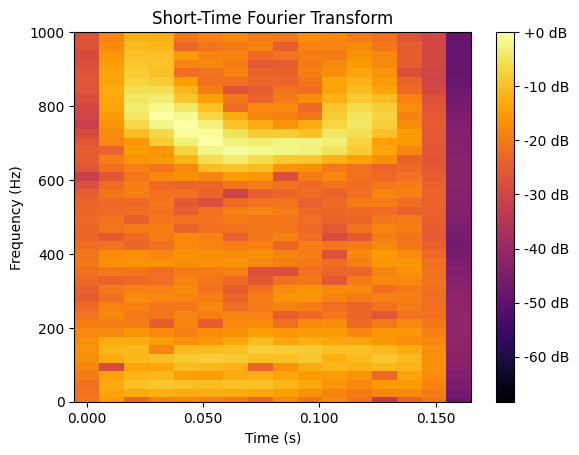 Short-Time Fourier Transform
1000
800
600
400
200
0
Frequency (Hz)
0.000
0.050
0.100
0.150
Time (s)
+0 dB
-10 dB
-20 dB
-30 dB
-40 dB
-50 dB
-60 dB